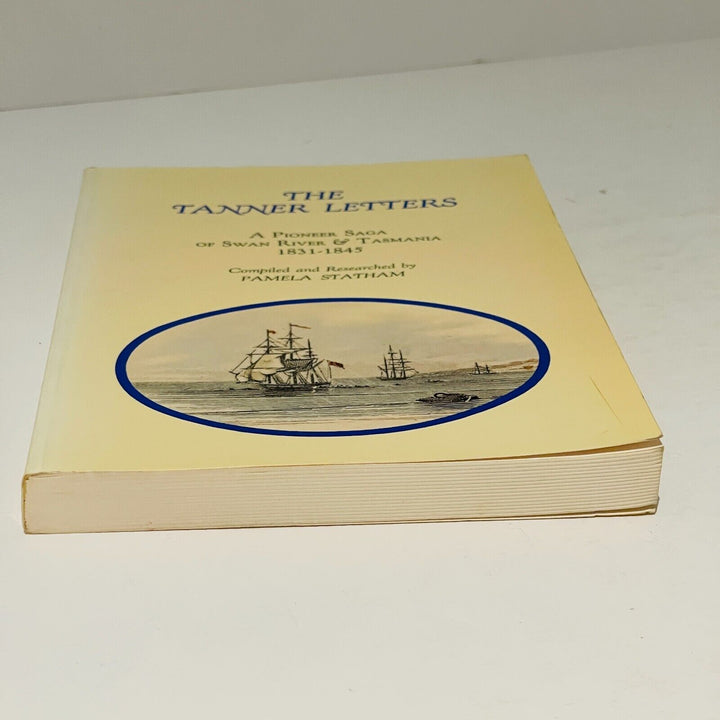 THE
TANNER LETTERS
A PIONEER SAGA
OF SWAN RIVER & TASMANIA
1831-1845
Compiled and Researched by
PAMELA STATHAM